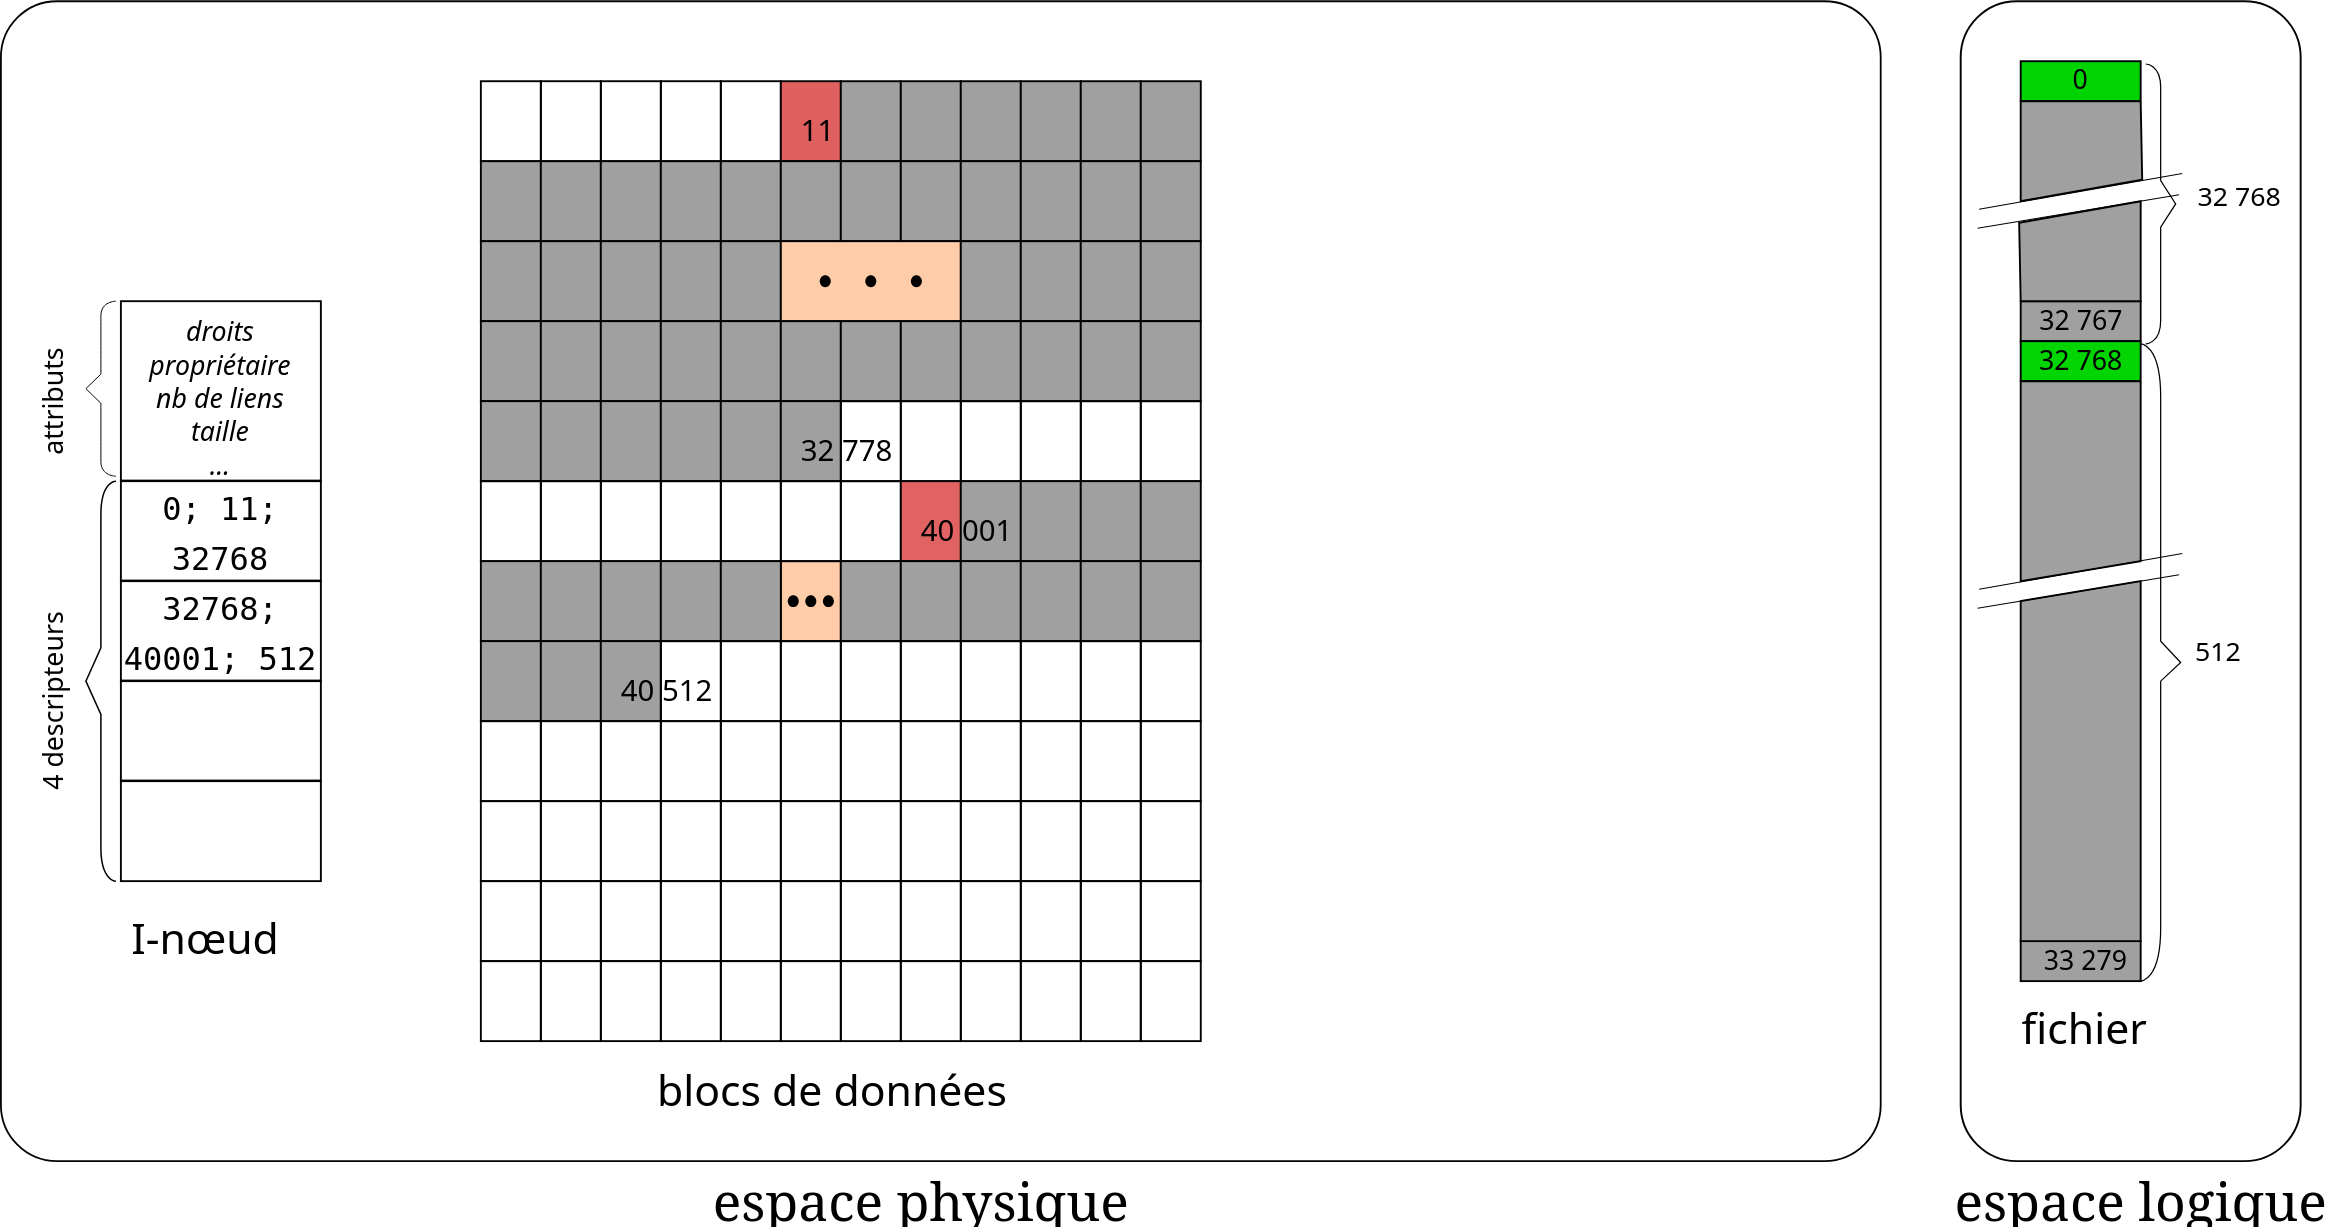 attributs
droits
propriétaire
nb de liens
taille
...
4 descripteurs
0; 11;
32768
32768;
40001; 512
I-nœud
11
• • •
32 778
40 001
•••
40 512
blocs de données
espace physique
0
32 768
32 767
32 768
512
33 279
fichier
espace logique